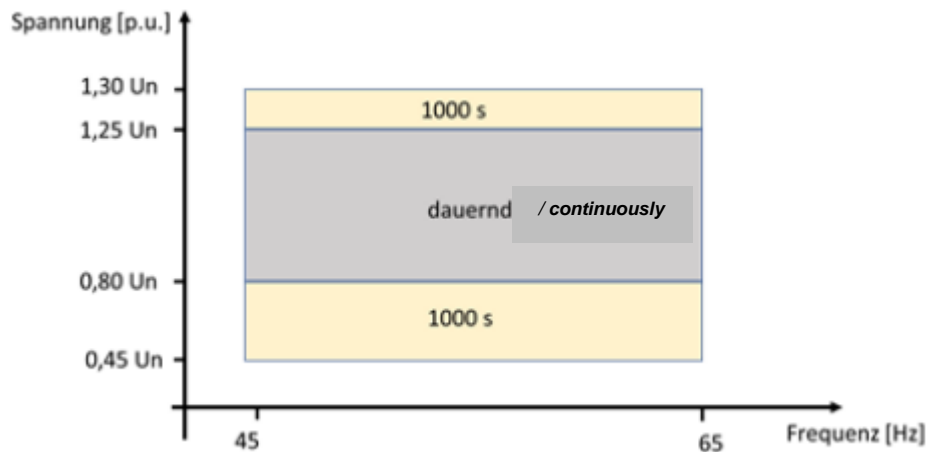 Spannung [p.u.]
1,30 Un
1000 s
1,25 Un
dauernd / continuously
0,80 Un
1000 s
0,45 Un
45
65
Frequenz [Hz]